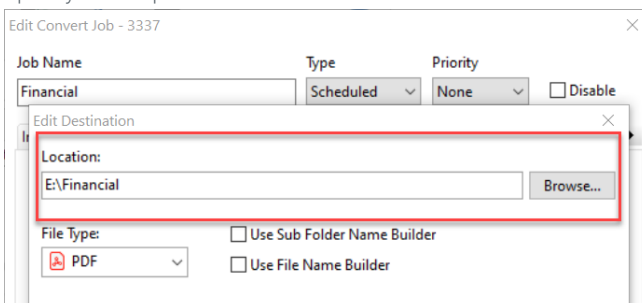 Edit Convert Job - 3337
Job Name Type Priority
Financial Scheduled None Disable
Edit Destination
Location:
E:\Financial Browse...
File Type: Use Sub Folder Name Builder
PDF Use File Name Builder